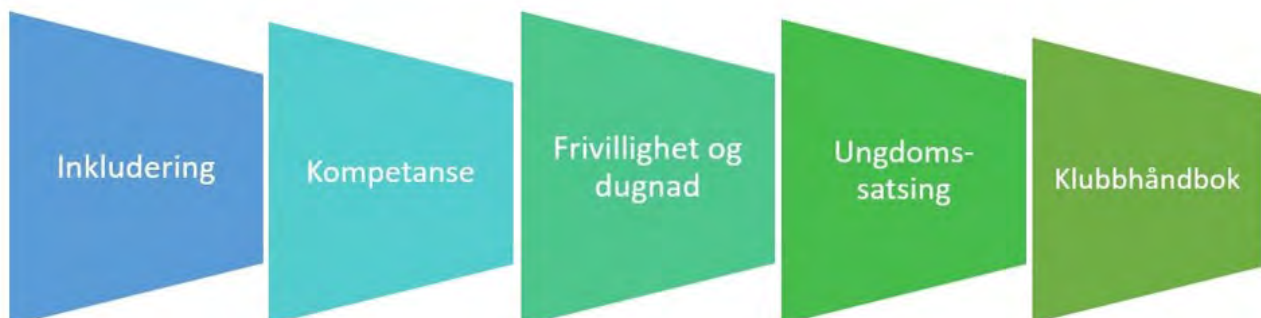 Inkludering
Kompetanse
Frivillighet og
dugnad
Ungdoms-
satsing
Klubbhåndbok